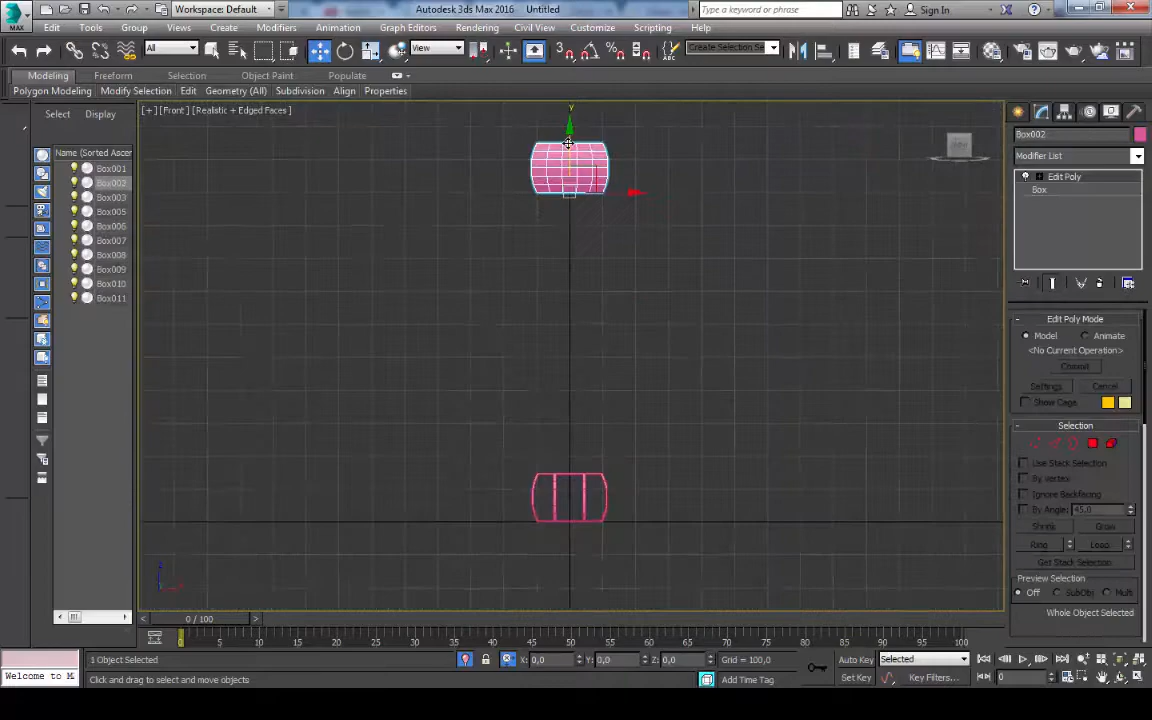 Workspace: Default
Autodesk 3ds Max 2016 Untitled
Type a keyword or phrase
Sign In
MAX
Edit Tools Group Views Create Modifiers Animation Graph Editors Rendering Civil View Customize Scripting Help
All
View
Create Selection Se
Modeling Freeform Selection Object Paint Populate
Polygon Modeling Modify Selection Edit Geometry (All) Subdivision Align Properties
Select Display
[+] [Front] [Realistic + Edged Faces]
Name (Sorted Ascen
Box001
Box002
Box003
Box005
Box006
Box007
Box008
Box009
Box010
Box011
y
Box002
Modifier List
Edit Poly
Box
Edit Poly Mode
Model Animate
<No Current Operation>
Commit
Settings Cancel
Show Cage
Selection
Use Stack Selection
By Vertex
Ignore Backfacing
By Angle: 45,0
Shrink Grow
Ring Loop
Get Stack Selection
Preview Selection
Off SubObj Multi
Whole Object Selected
0 / 100
0 5 10 15 20 25 30 35 40 45 50 55 60 65 70 75 80 85 90 95 100
1 Object Selected
X: 0,0 Y: 0,0 Z: 0,0 Grid = 100,0
Auto Key Selected
Welcome to M
Click and drag to select and move objects
Add Time Tag
Set Key Key Filters...
0